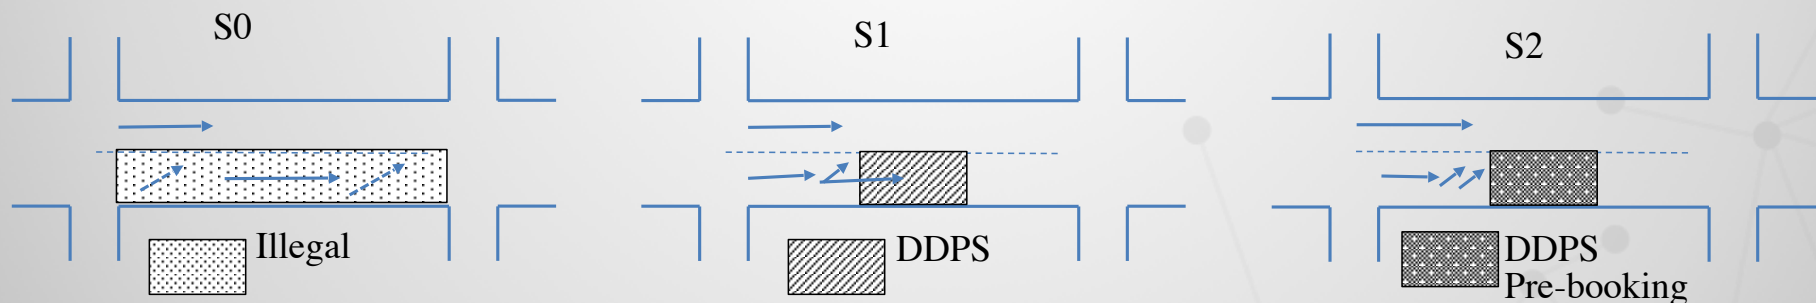 S0
S1
S2
Illegal
DDPS
DDPS
Pre-booking